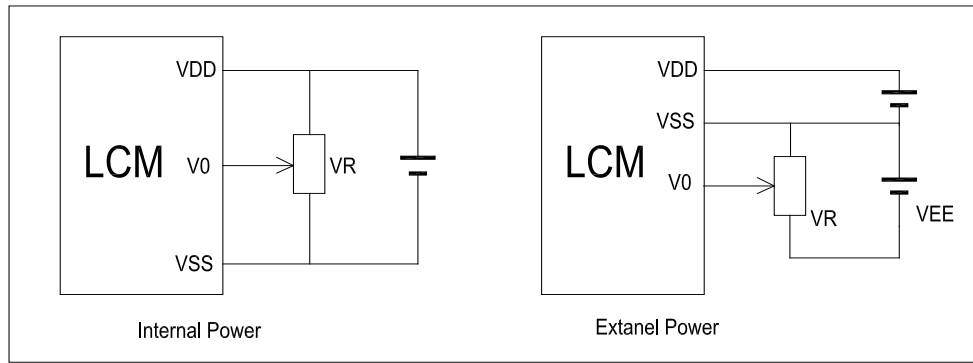 VDD
LCM
V0
VR
VSS
Internal Power
VDD
VSS
LCM
V0
VR
VEE
Extanel Power